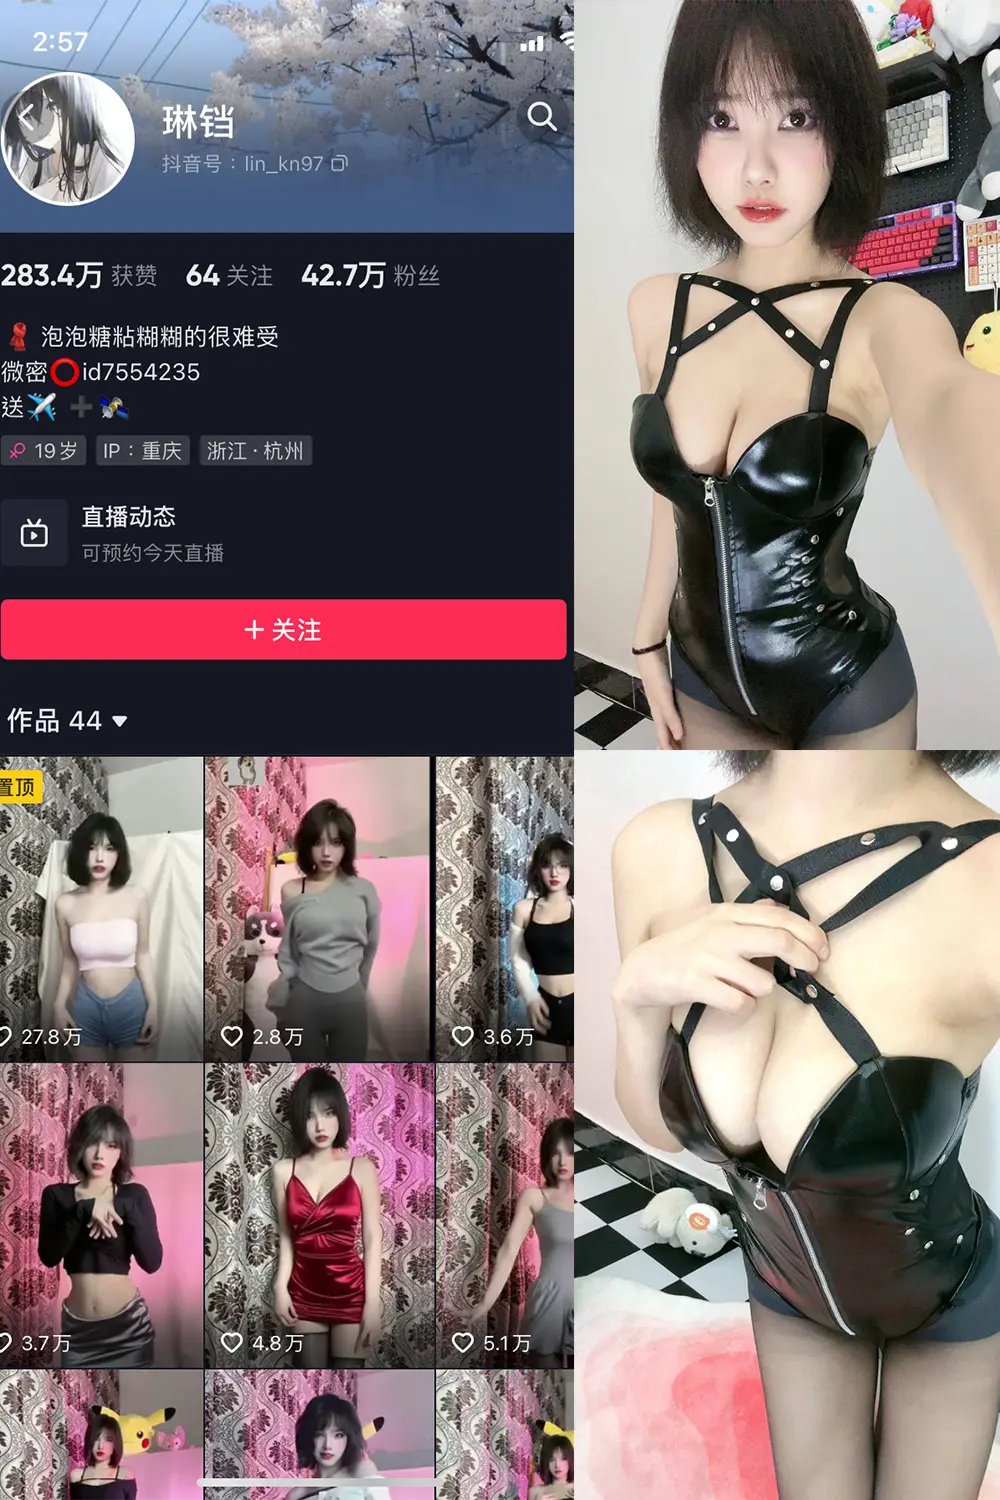 2:57
琳铛
抖音号：lin_kn97
283.4万 获赞 64 关注 42.7万 粉丝
泡泡糖粘糊糊的很难受
微密⭕id7554235
送✈️➕🛰️
19岁 IP：重庆 浙江·杭州
直播动态
可预约今天直播
+ 关注
作品 44
置顶
27.8万 2.8万 3.6万
3.7万 4.8万 5.1万